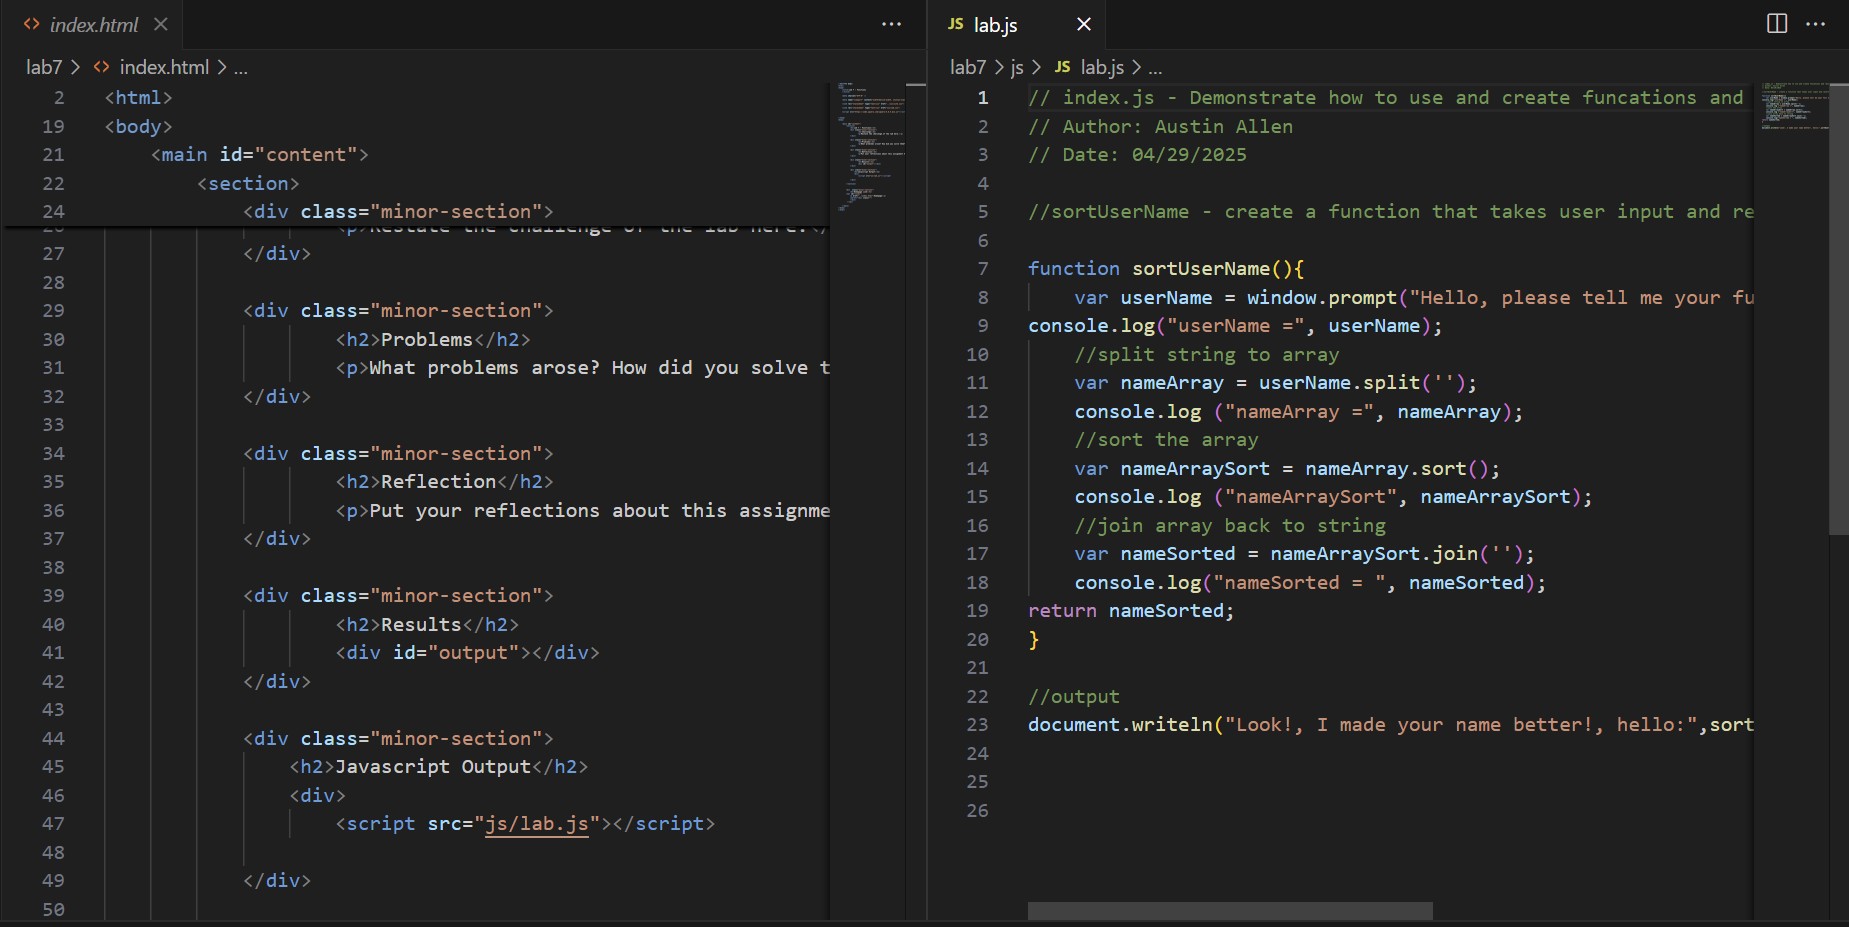 index.html
lab7 > index.html > ...
2 <html>
19 <body>
21 <main id="content">
22 <section>
24 <div class="minor-section">
26 <p>Restate the challenge of the lab here.</
27 </div>
28
29 <div class="minor-section">
30 <h2>Problems</h2>
31 <p>What problems arose? How did you solve t
32 </div>
33
34 <div class="minor-section">
35 <h2>Reflection</h2>
36 <p>Put your reflections about this assignme
37 </div>
38
39 <div class="minor-section">
40 <h2>Results</h2>
41 <div id="output"></div>
42 </div>
43
44 <div class="minor-section">
45 <h2>Javascript Output</h2>
46 <div>
47 <script src="js/lab.js"></script>
48
49 </div>
50
JS lab.js
lab7 > js > JS lab.js > ...
1 // index.js - Demonstrate how to use and create funcations and
2 // Author: Austin Allen
3 // Date: 04/29/2025
4
5 //sortUserName - create a function that takes user input and re
6
7 function sortUserName(){
8 var userName = window.prompt("Hello, please tell me your fu
9 console.log("userName =", userName);
10 //split string to array
11 var nameArray = userName.split('');
12 console.log ("nameArray =", nameArray);
13 //sort the array
14 var nameArraySort = nameArray.sort();
15 console.log ("nameArraySort", nameArraySort);
16 //join array back to string
17 var nameSorted = nameArraySort.join('');
18 console.log("nameSorted = ", nameSorted);
19 return nameSorted;
20 }
21
22 //output
23 document.writeln("Look!, I made your name better!, hello:",sort
24
25
26